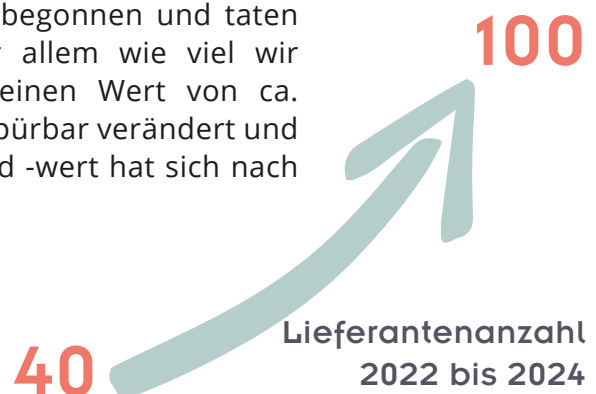 begonnen und taten
allem wie viel wir
einen Wert von ca.
verändert und
-wert hat sich nach
100
40
Lieferantenanzahl
2022 bis 2024